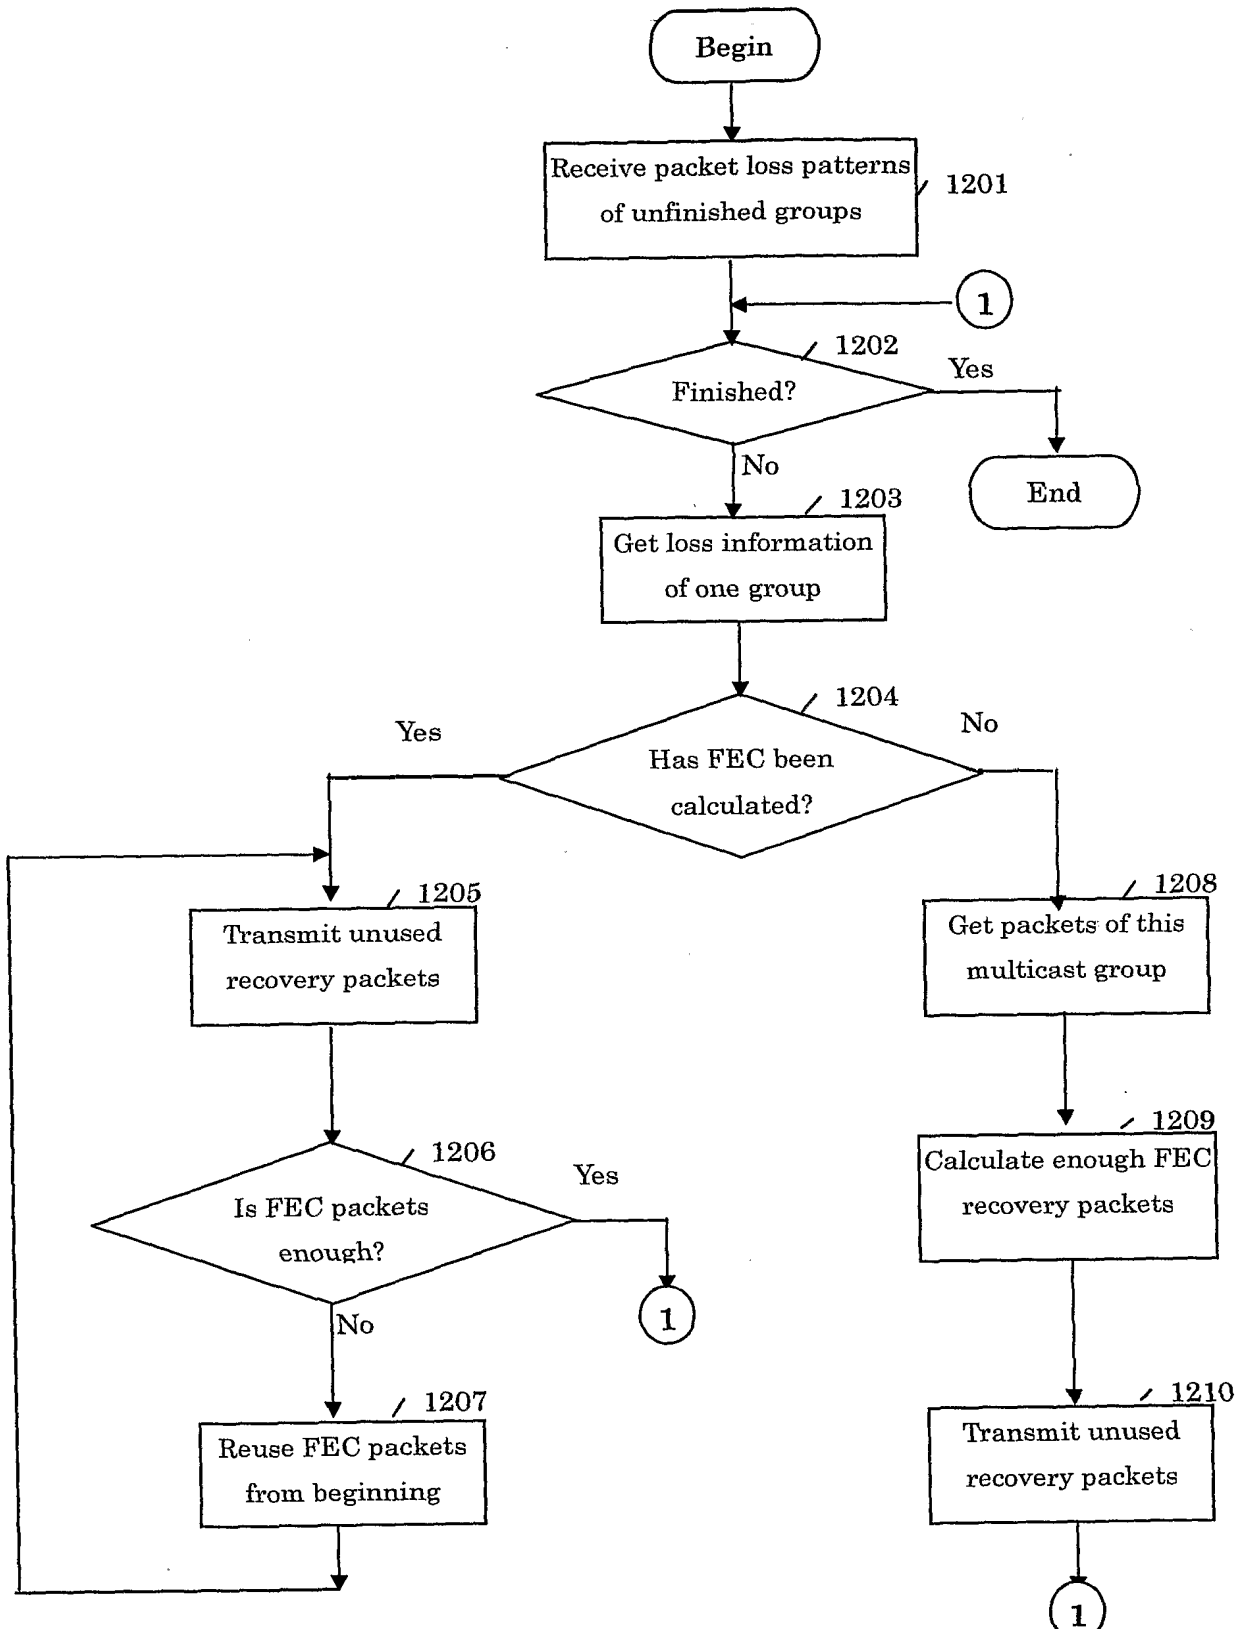 Begin
Receive packet loss patterns
of unfinished groups
1201
1
1202
Finished?
Yes
No
End
1203
Get loss information
of one group
1204
Has FEC been
calculated?
Yes
No
1205
Transmit unused
recovery packets
1206
Is FEC packets
enough?
Yes
1
No
1207
Reuse FEC packets
from beginning
1208
Get packets of this
multicast group
1209
Calculate enough FEC
recovery packets
1210
Transmit unused
recovery packets
1